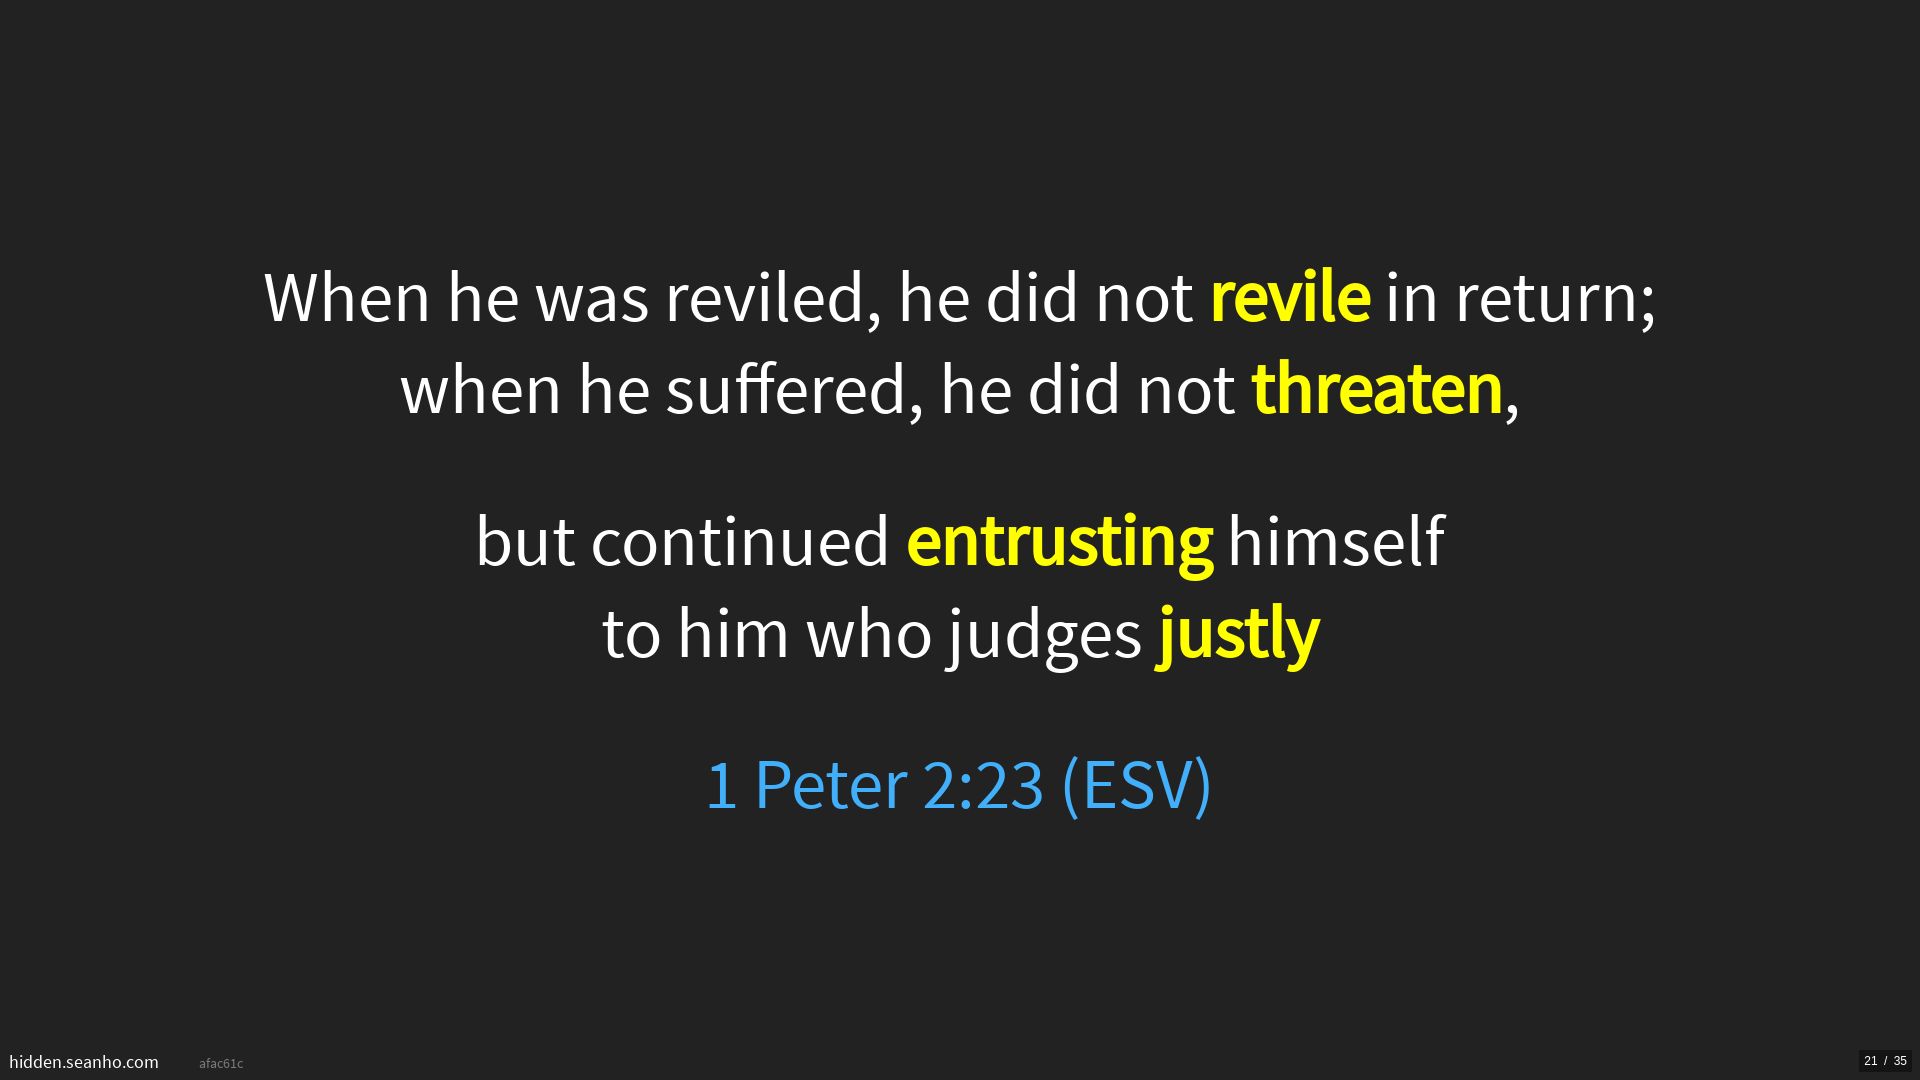 When he was reviled, he did not revile in return;
when he suffered, he did not threaten,
but continued entrusting himself
to him who judges justly
1 Peter 2:23 (ESV)
hidden.seanho.com
afac61c
21 / 35